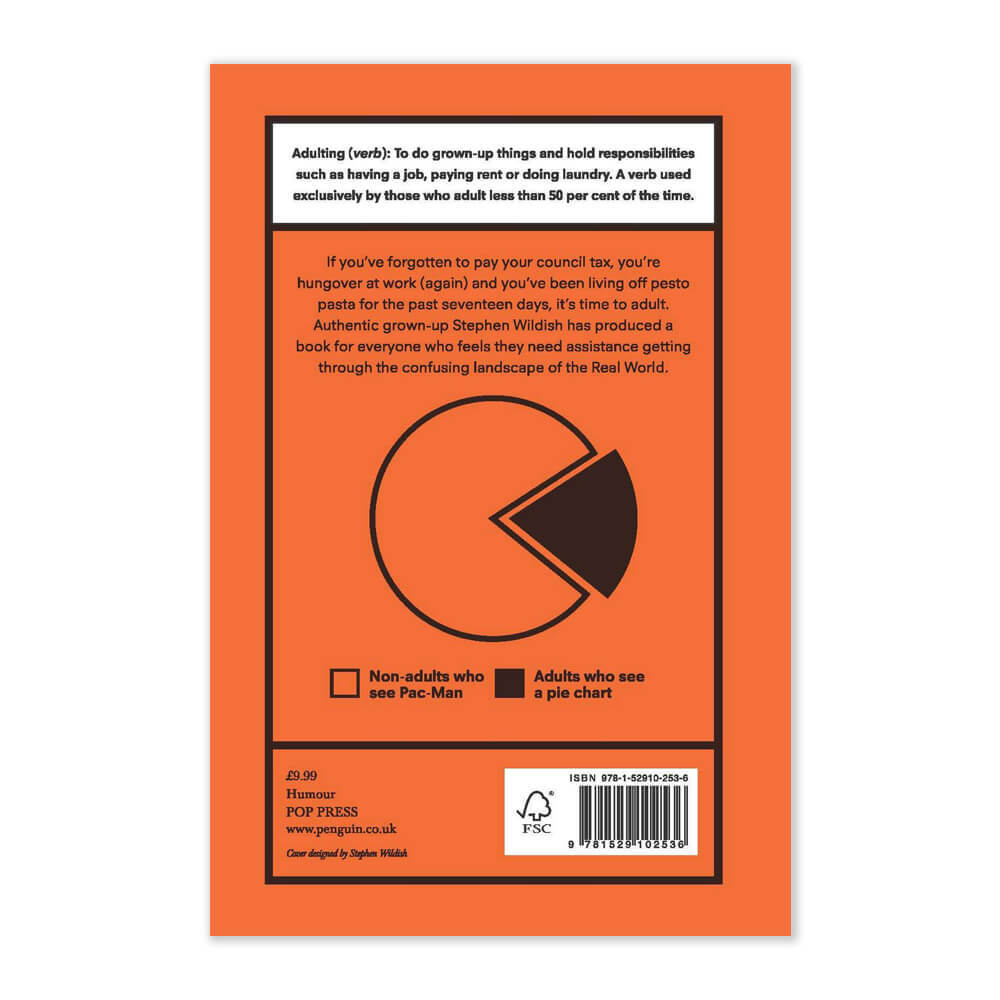 Adulting (verb): To do grown-up things and hold responsibilities
such as having a job, paying rent or doing laundry. A verb used
exclusively by those who adult less than 50 per cent of the time.
If you've forgotten to pay your council tax, you're
hungover at work (again) and you've been living off pesto
pasta for the past seventeen days, it's time to adult.
Authentic grown-up Stephen Wildish has produced a
book for everyone who feels they need assistance getting
through the confusing landscape of the Real World.
Non-adults who
see Pac-Man
Adults who see
a pie chart
£9.99
Humour
POP PRESS
www.penguin.co.uk
Cover designed by Stephen Wildish
ISBN 978-1-52910-253-6
FSC
9 781529 102536